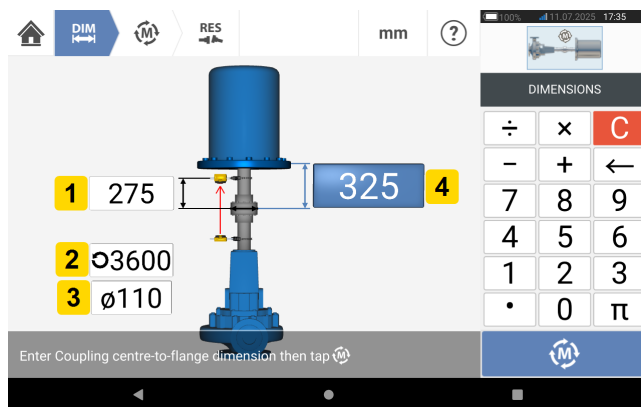 DIM
M
RES
mm
?
100% 11.07.2025 17:35
DIMENSIONS
÷ × C
− + ←
7 8 9
4 5 6
1 2 3
• 0 π
1 275
325 4
2 3600
3 ø110
Enter Coupling centre-to-flange dimension then tap M
M